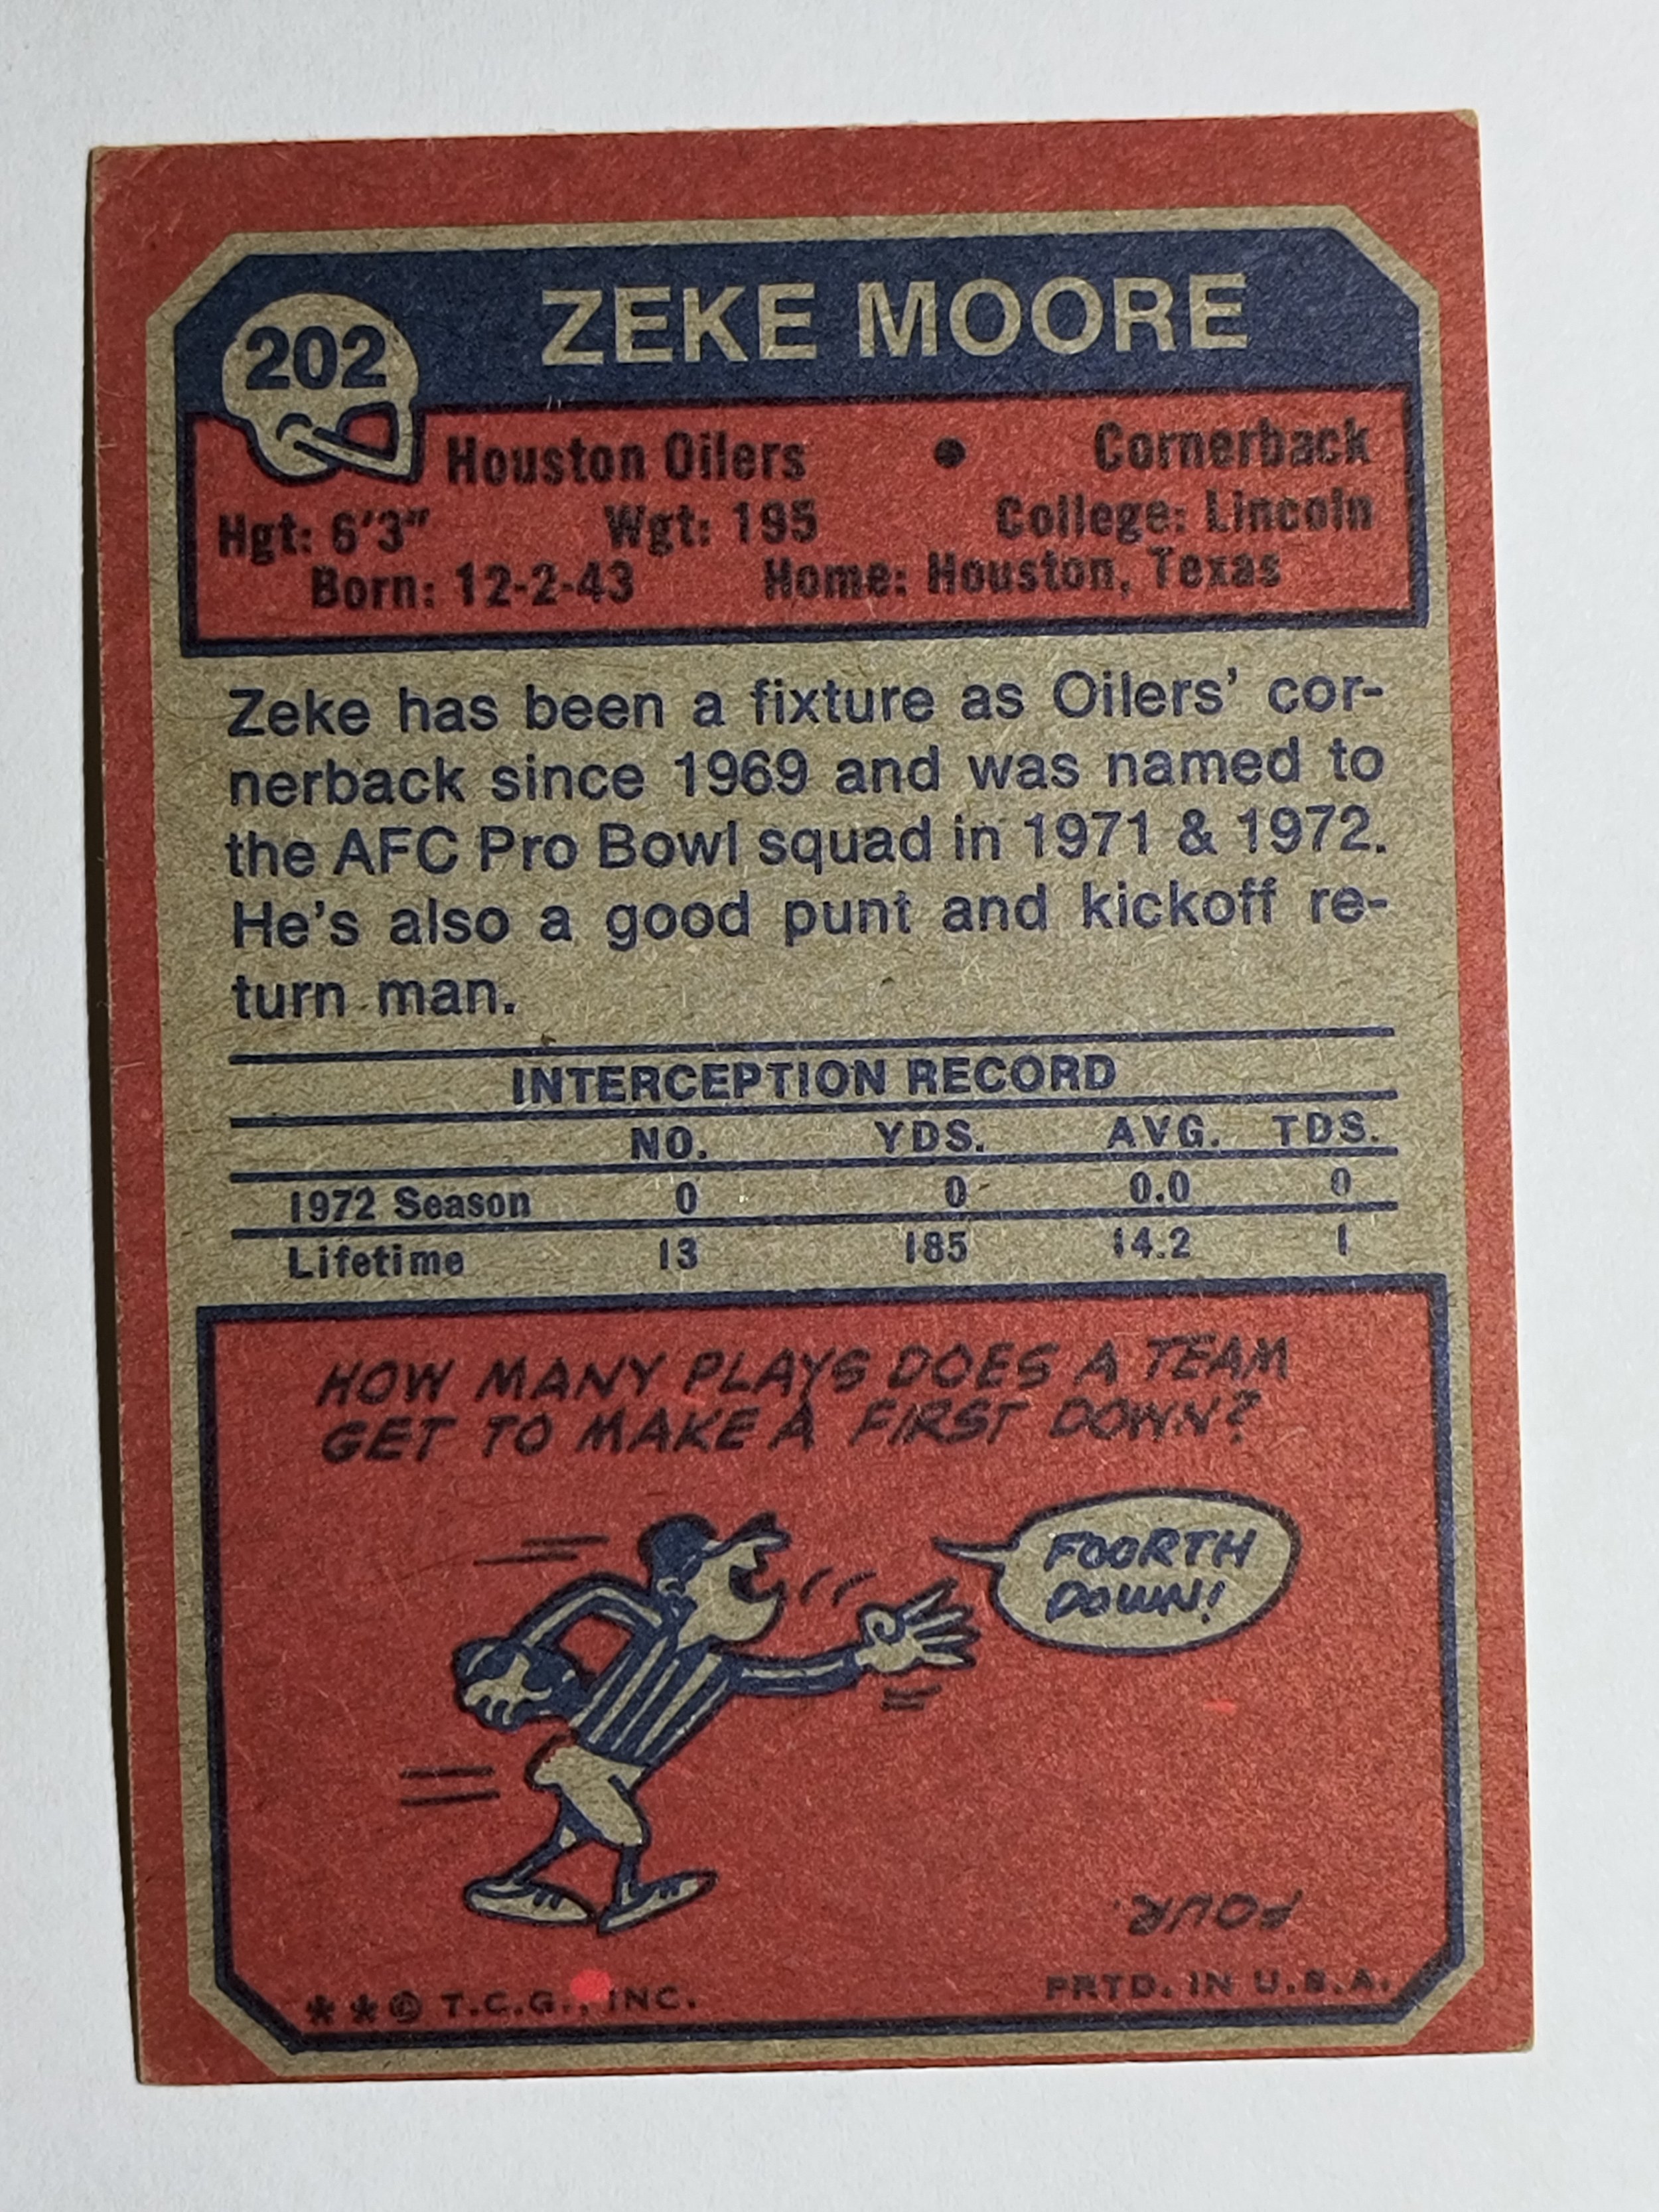 202
ZEKE MOORE
Houston Oilers • Cornerback
Hgt: 6'3" Wgt: 195 College: Lincoln
Born: 12-2-43 Home: Houston, Texas
Zeke has been a fixture as Oilers' cor-
nerback since 1969 and was named to
the AFC Pro Bowl squad in 1971 & 1972.
He's also a good punt and kickoff re-
turn man.
INTERCEPTION RECORD
NO. YDS. AVG. TDS.
1972 Season 0 0 0.0 0
Lifetime 13 185 14.2 1
HOW MANY PLAYS DOES A TEAM
GET TO MAKE A FIRST DOWN?
FOORTH
DOWN!
FOUR.
**© T.C.G., INC. PRTD. IN U.S.A.